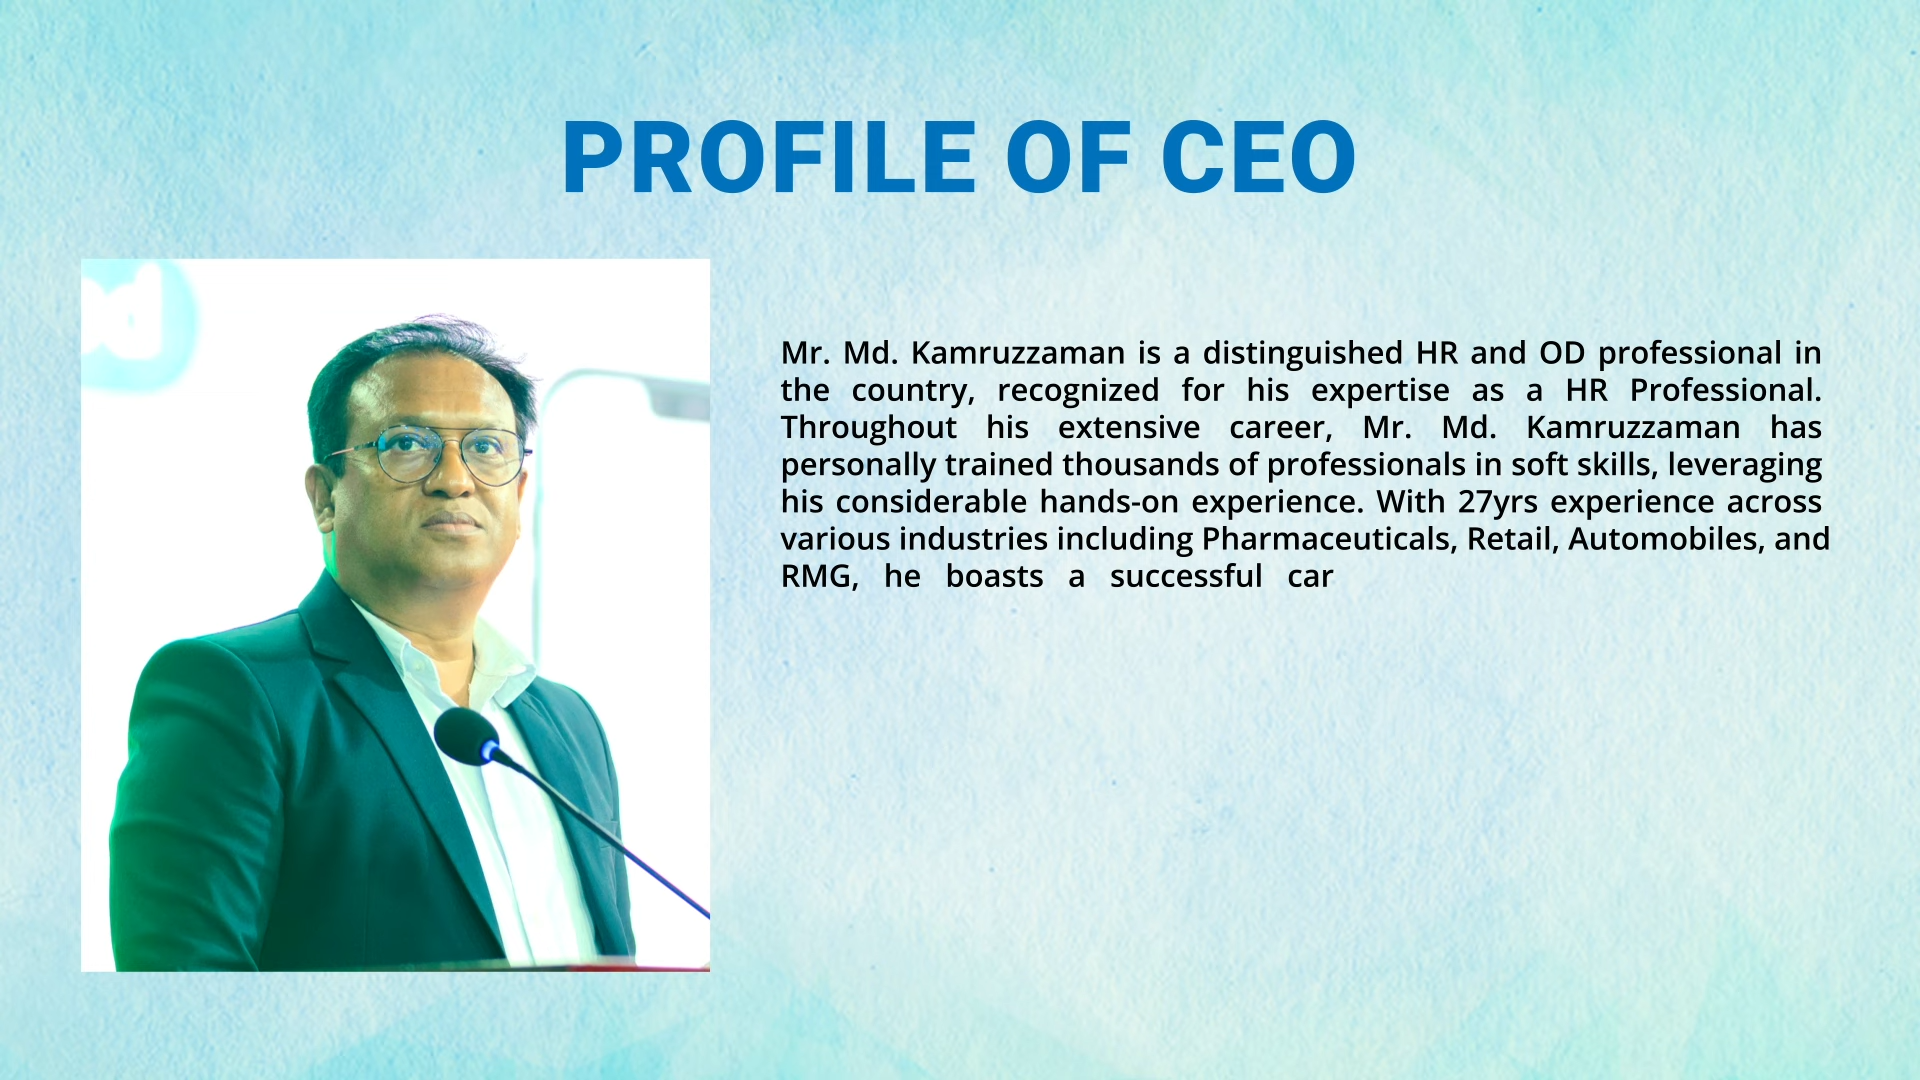 PROFILE OF CEO
Mr. Md. Kamruzzaman is a distinguished HR and OD professional in
the country, recognized for his expertise as a HR Professional.
Throughout his extensive career, Mr. Md. Kamruzzaman has
personally trained thousands of professionals in soft skills, leveraging
his considerable hands-on experience. With 27yrs experience across
various industries including Pharmaceuticals, Retail, Automobiles, and
RMG, he boasts a successful car